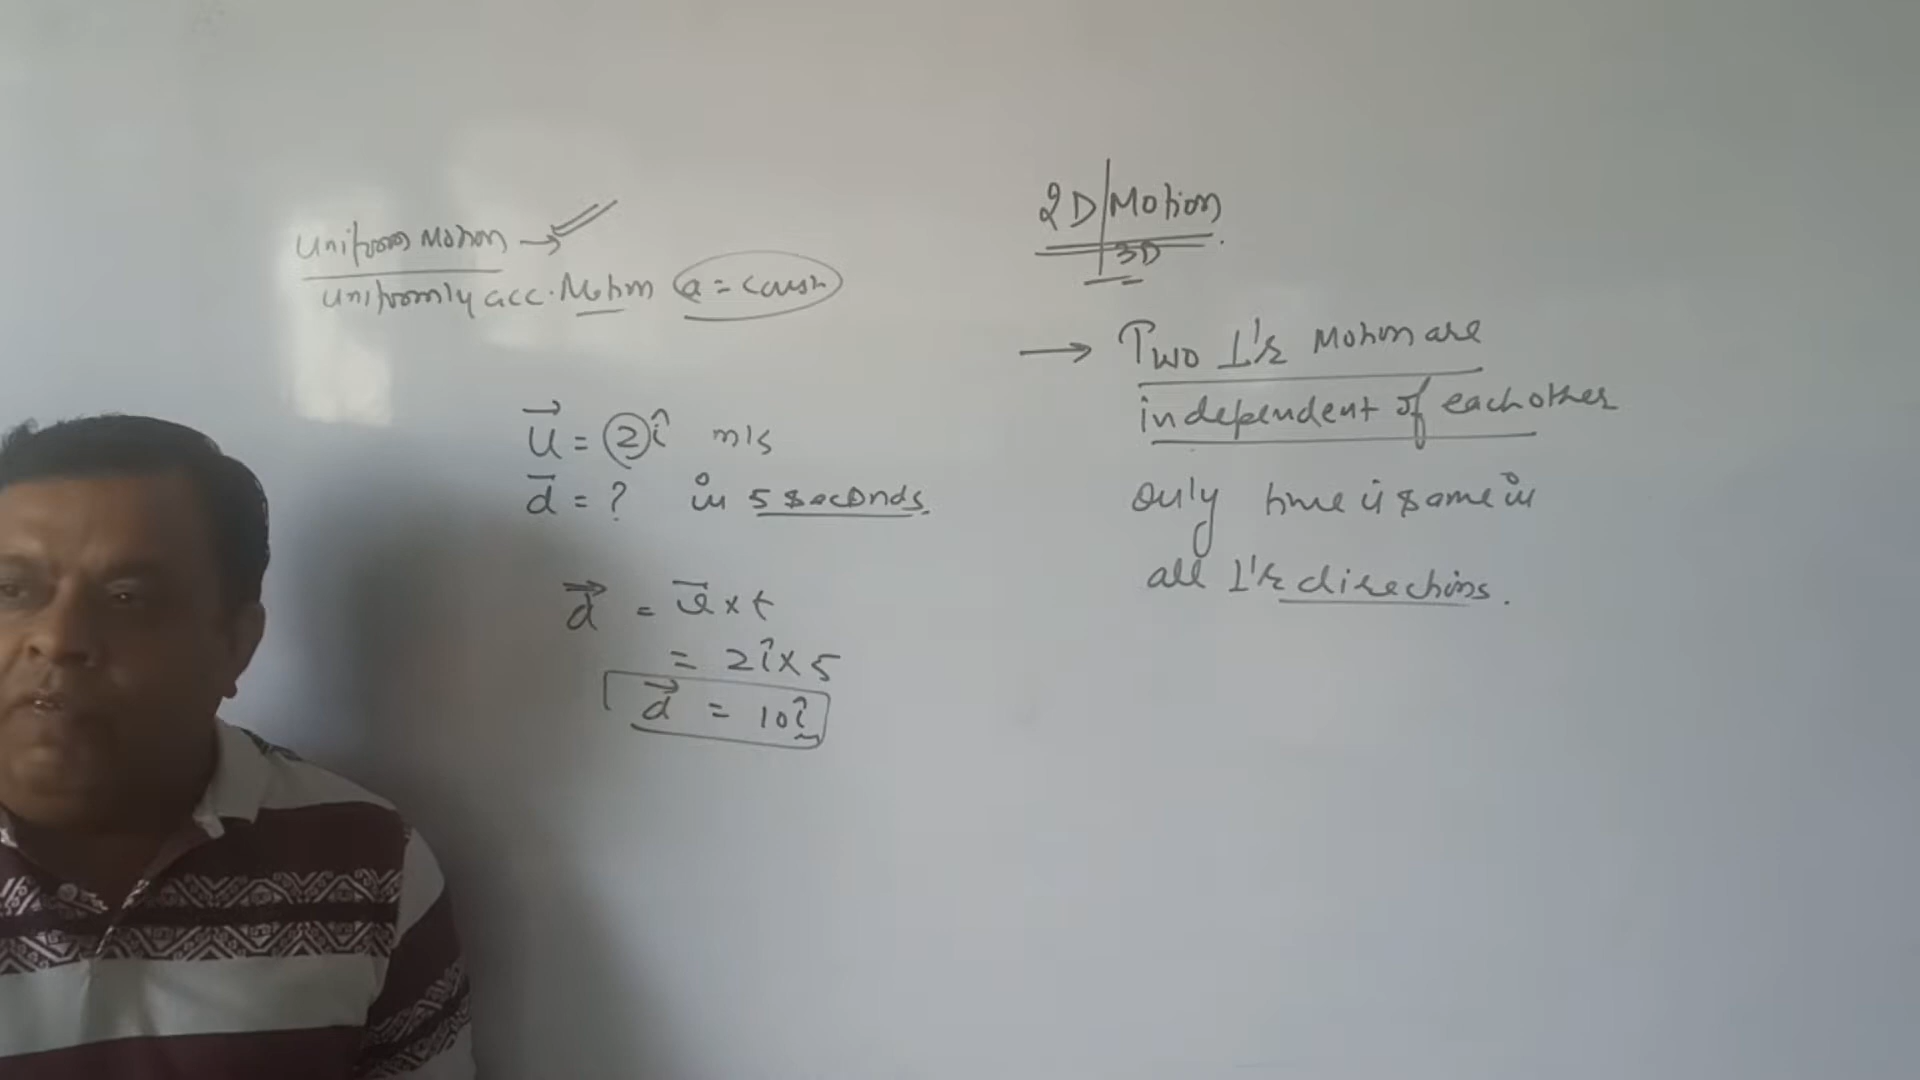 Uniform Motion →
Uniformly acc. Motion a = const
u⃗ = 2î m/s
d⃗ = ? in 5 seconds.
d⃗ = v⃗ × t
= 2î × 5
d⃗ = 10î
2D/Motion.
3D
→ Two ⊥'r Motion are
independent of each other
only time is same in
all ⊥'r directions.